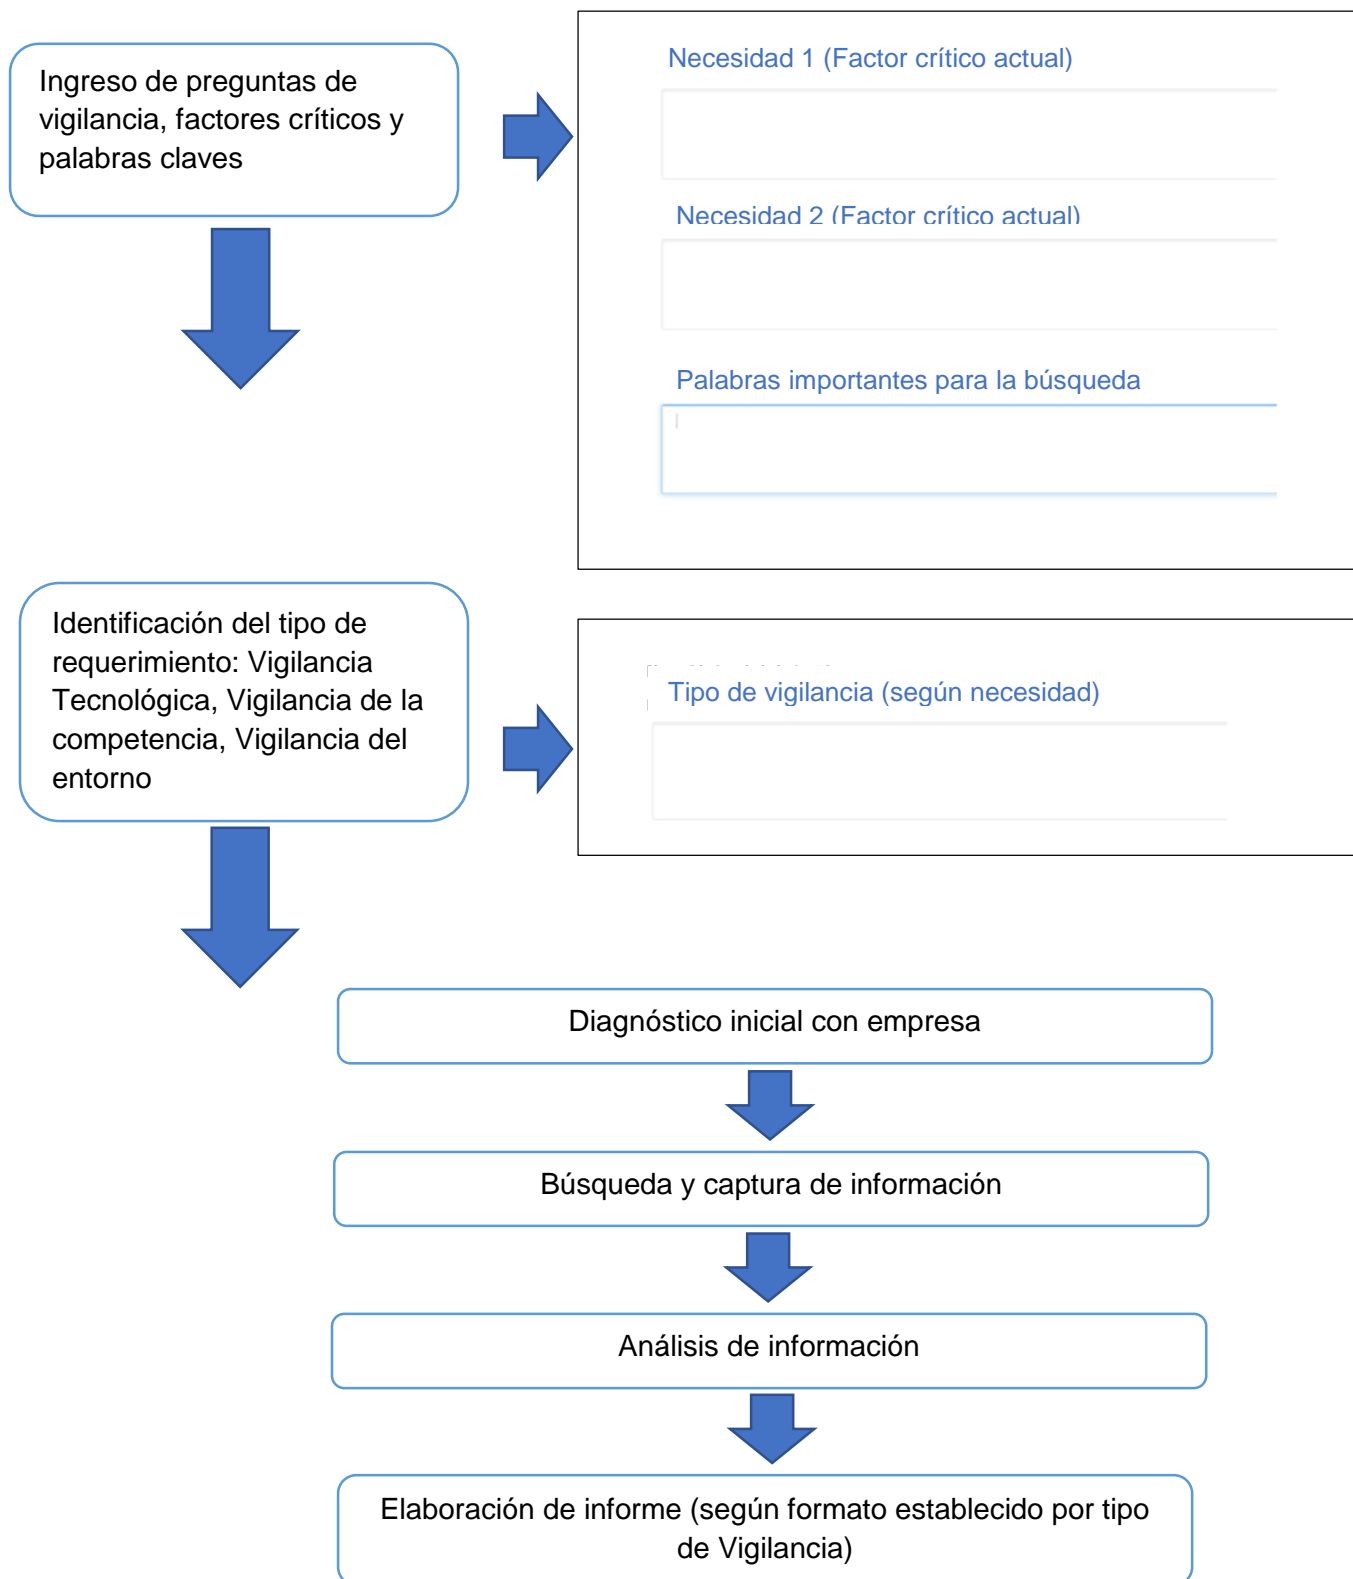 Ingreso de preguntas de
vigilancia, factores críticos y
palabras claves
Necesidad 1 (Factor crítico actual)
Necesidad 2 (Factor crítico actual)
Palabras importantes para la búsqueda
Identificación del tipo de
requerimiento: Vigilancia
Tecnológica, Vigilancia de la
competencia, Vigilancia del
entorno
Tipo de vigilancia (según necesidad)
Diagnóstico inicial con empresa
Búsqueda y captura de información
Análisis de información
Elaboración de informe (según formato establecido por tipo
de Vigilancia)